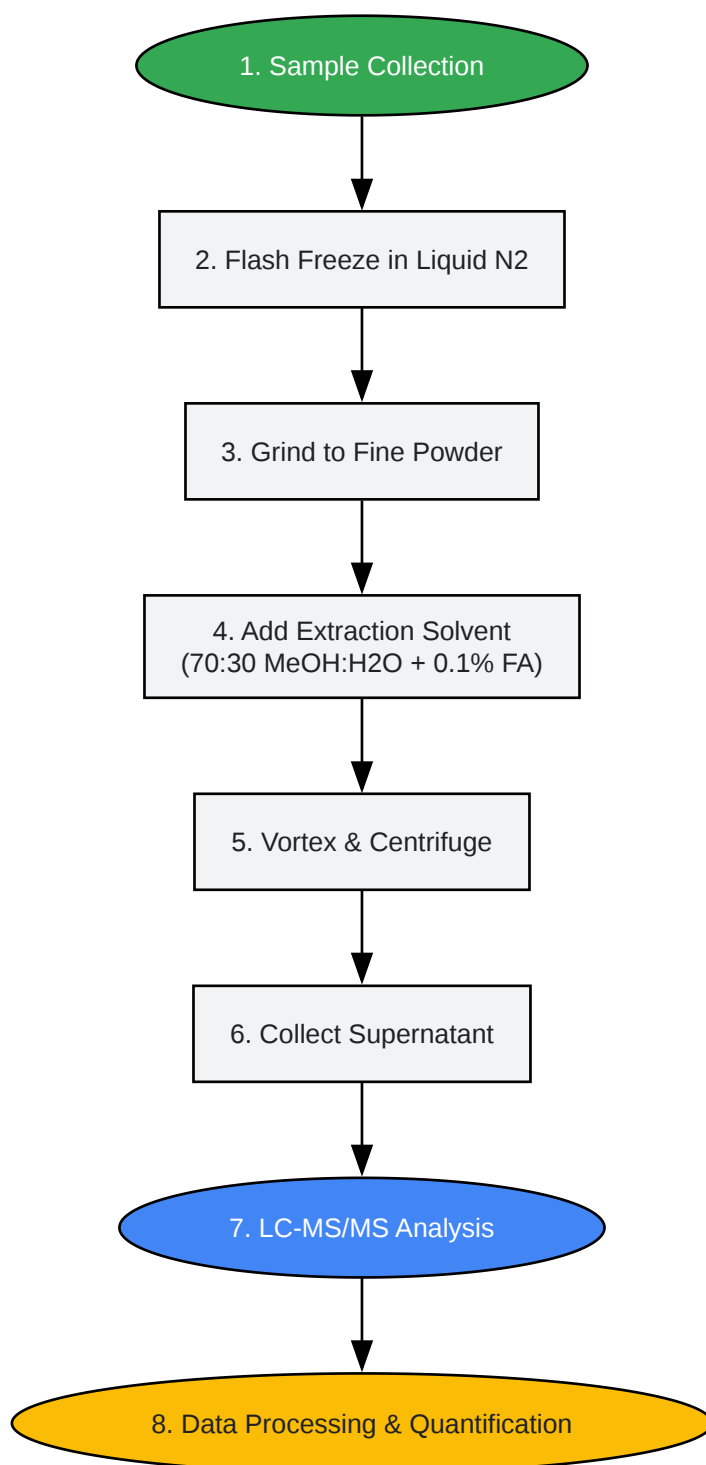 1. Sample Collection
2. Flash Freeze in Liquid N2
3. Grind to Fine Powder
4. Add Extraction Solvent
(70:30 MeOH:H2O + 0.1% FA)
5. Vortex & Centrifuge
6. Collect Supernatant
7. LC-MS/MS Analysis
8. Data Processing & Quantification